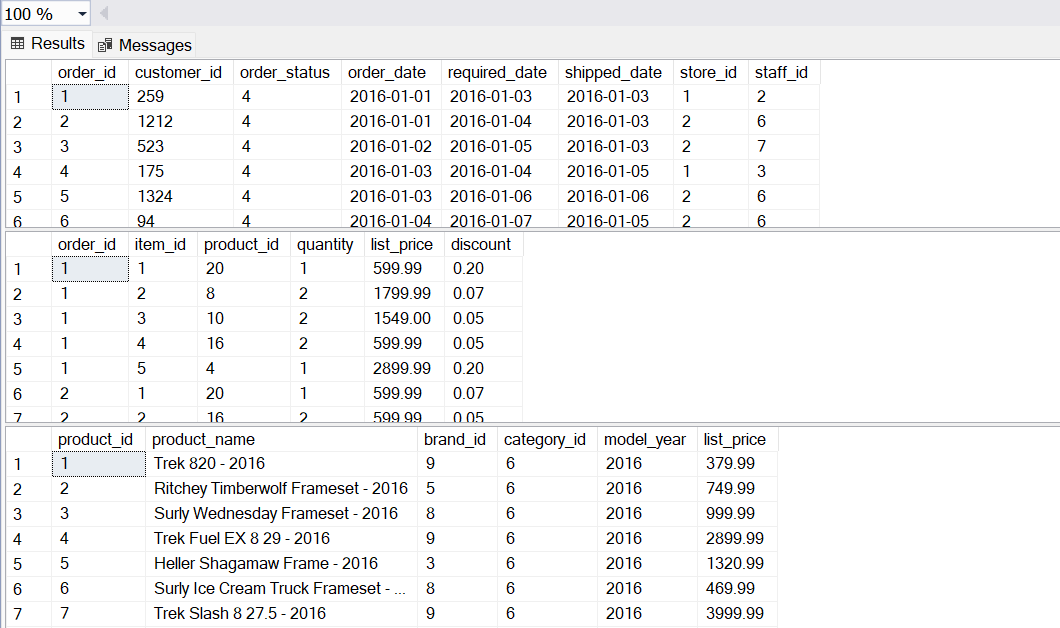 100 %
Results Messages
order_id customer_id order_status order_date required_date shipped_date store_id staff_id
1 1 259 4 2016-01-01 2016-01-03 2016-01-03 1 2
2 2 1212 4 2016-01-01 2016-01-04 2016-01-03 2 6
3 3 523 4 2016-01-02 2016-01-05 2016-01-03 2 7
4 4 175 4 2016-01-03 2016-01-04 2016-01-05 1 3
5 5 1324 4 2016-01-03 2016-01-06 2016-01-06 2 6
6 6 94 4 2016-01-04 2016-01-07 2016-01-05 2 6
order_id item_id product_id quantity list_price discount
1 1 1 20 1 599.99 0.20
2 1 2 8 2 1799.99 0.07
3 1 3 10 2 1549.00 0.05
4 1 4 16 2 599.99 0.05
5 1 5 4 1 2899.99 0.20
6 2 1 20 1 599.99 0.07
7 2 2 16 2 599.99 0.05
product_id product_name brand_id category_id model_year list_price
1 1 Trek 820 - 2016 9 6 2016 379.99
2 2 Ritchey Timberwolf Frameset - 2016 5 6 2016 749.99
3 3 Surly Wednesday Frameset - 2016 8 6 2016 999.99
4 4 Trek Fuel EX 8 29 - 2016 9 6 2016 2899.99
5 5 Heller Shagamaw Frame - 2016 3 6 2016 1320.99
6 6 Surly Ice Cream Truck Frameset - ... 8 6 2016 469.99
7 7 Trek Slash 8 27.5 - 2016 9 6 2016 3999.99